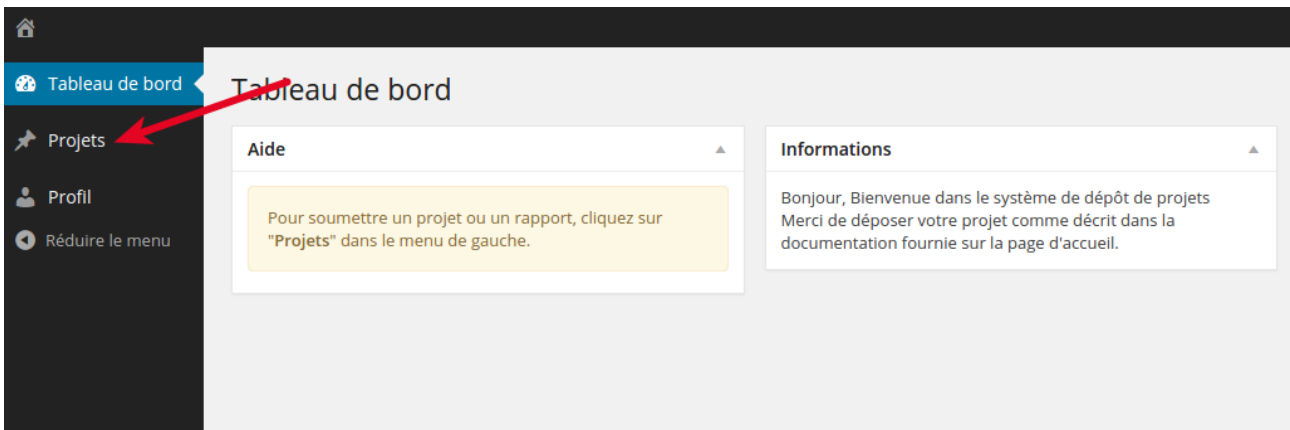 Tableau de bord
Projets
Profil
Réduire le menu
Tableau de bord
Aide
Pour soumettre un projet ou un rapport, cliquez sur
"Projets" dans le menu de gauche.
Informations
Bonjour, Bienvenue dans le système de dépôt de projets
Merci de déposer votre projet comme décrit dans la
documentation fournie sur la page d'accueil.